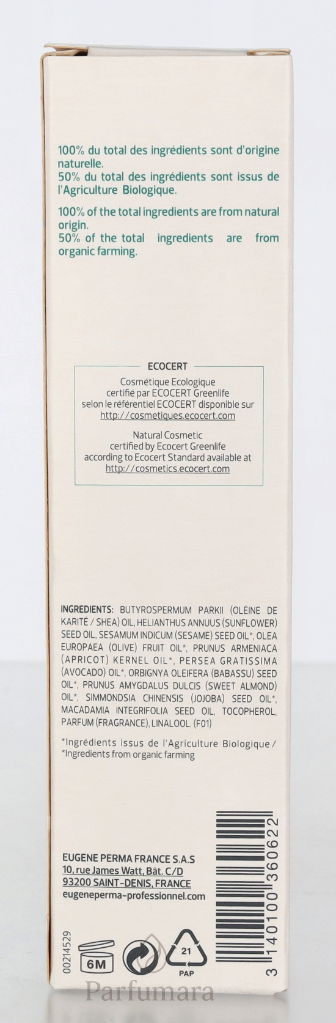 100% du total des ingrédients sont d'origine
naturelle.
50% du total des ingrédients sont issus de
l'Agriculture Biologique.
100% of the total ingredients are from natural
origin.
50% of the total ingredients are from
organic farming.
ECOCERT
Cosmétique Ecologique
certifie par ECOCERT Greenlife
selon le référentiel ECOCERT disponible sur
http://cosmetiques.ecocert.com
Natural Cosmetic
certified by Ecocert Greenlife
according to Ecocert Standard available at
http://cosmetics.ecocert.com
INGREDIENTS: BUTYROSPERMUM PARKII (OLÉINE DE
KARITÉ / SHEA) OIL, HELIANTHUS ANNUUS (SUNFLOWER)
SEED OIL, SESAMUM INDICUM (SESAME) SEED OIL*, OLEA
EUROPAEA (OLIVE) FRUIT OIL*, PRUNUS ARMENIACA
(APRICOT) KERNEL OIL*, PERSEA GRATISSIMA
(AVOCADO) OIL*, ORBIGNYA OLEIFERA (BABASSU) SEED
OIL*, PRUNUS AMYGDALUS DULCIS (SWEET ALMOND)
OIL*, SIMMONOSIA CHINENSIS (JOJOBA) SEED OIL*,
MACADAMIA INTEGRIFOLIA SEED OIL, TOCOPHEROL,
PARFUM (FRAGRANCE), LINALOOL. (F01)
*Ingrédients issus de l'Agriculture Biologique /
*Ingredients from organic farming
EUGENE PERMA FRANCE S.A.S
10, rue James Watt, Bât. C/D
93200 SAINT-DENIS, FRANCE
eugeneperma-professionnel.com
00214529
6M
21
PAP
3 140100 360622
Parfumara